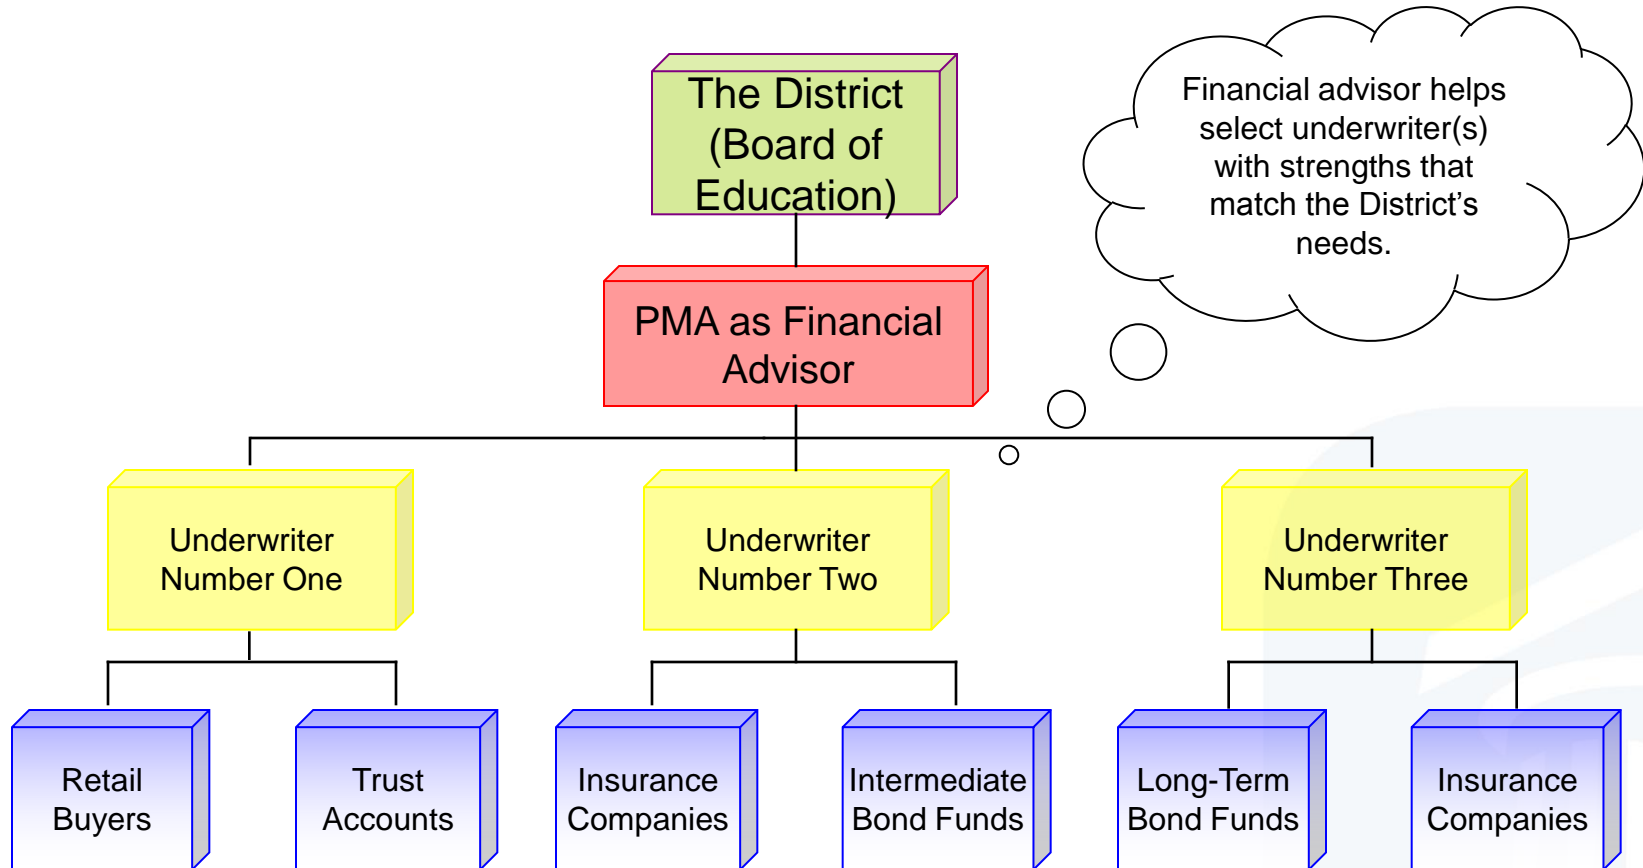 The District
(Board of
Education)
Financial advisor helps
select underwriter(s)
with strengths that
match the District’s
needs.
PMA as Financial
Advisor
Underwriter
Number One
Underwriter
Number Two
Underwriter
Number Three
Retail
Buyers
Trust
Accounts
Insurance
Companies
Intermediate
Bond Funds
Long-Term
Bond Funds
Insurance
Companies